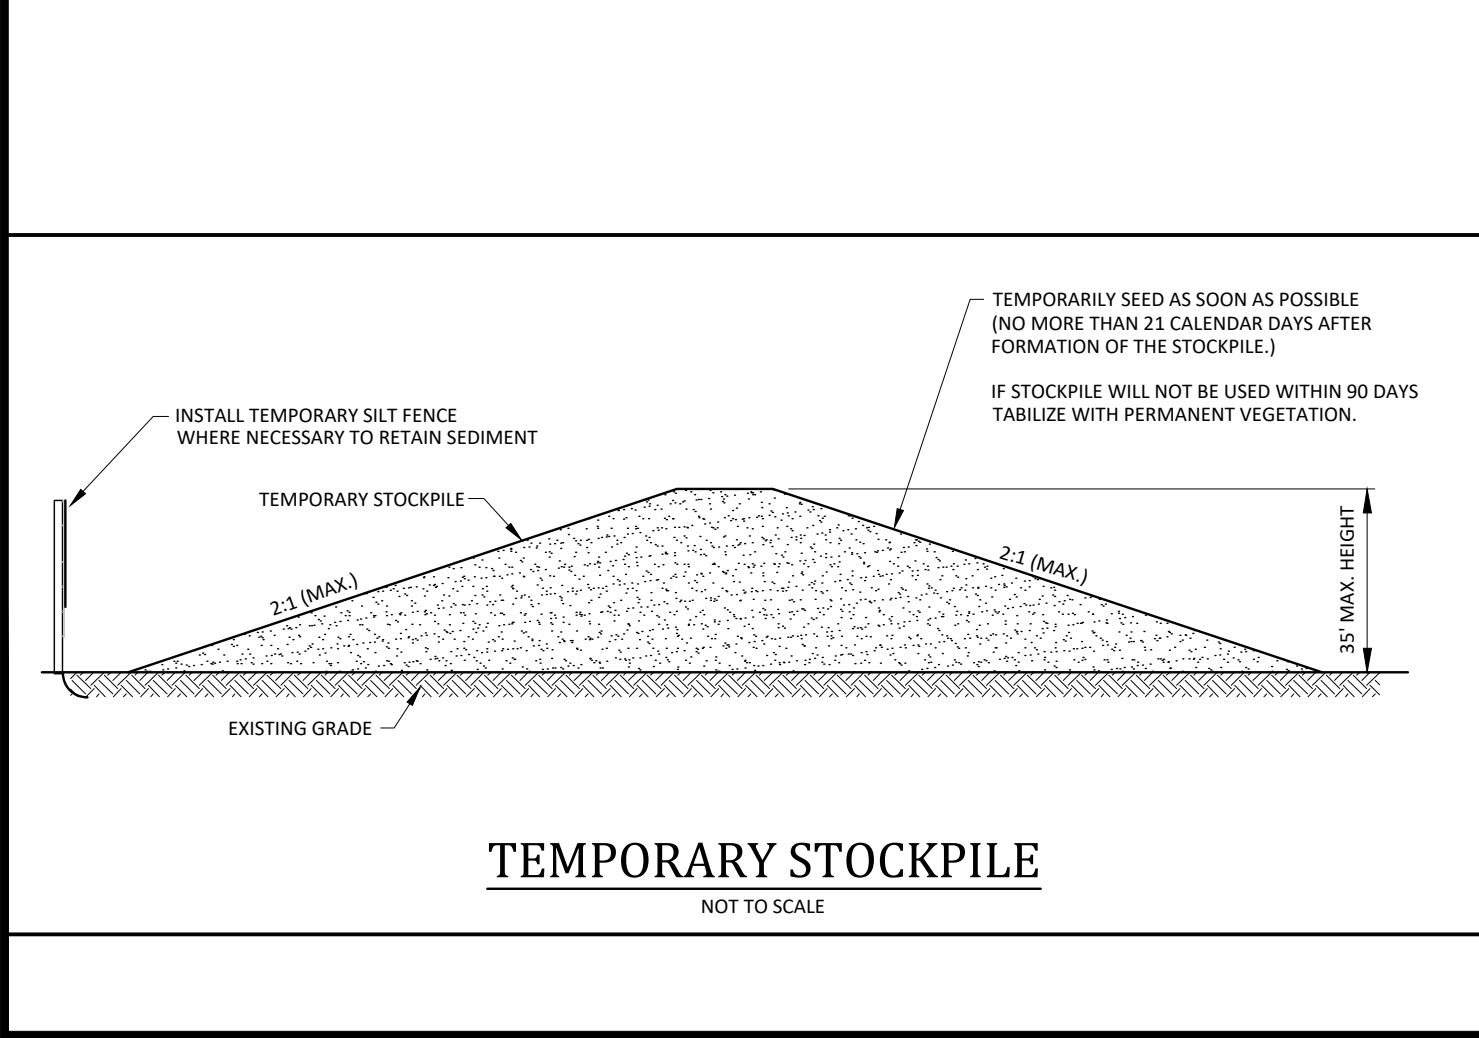 TEMPORARILY SEED AS SOON AS POSSIBLE
(NO MORE THAN 21 CALENDAR DAYS AFTER
FORMATION OF THE STOCKPILE.)
IF STOCKPILE WILL NOT BE USED WITHIN 90 DAYS
TABILIZE WITH PERMANENT VEGETATION.
INSTALL TEMPORARY SILT FENCE
WHERE NECESSARY TO RETAIN SEDIMENT
TEMPORARY STOCKPILE
2:1 (MAX.)
2:1 (MAX.)
35' MAX. HEIGHT
EXISTING GRADE
TEMPORARY STOCKPILE
NOT TO SCALE